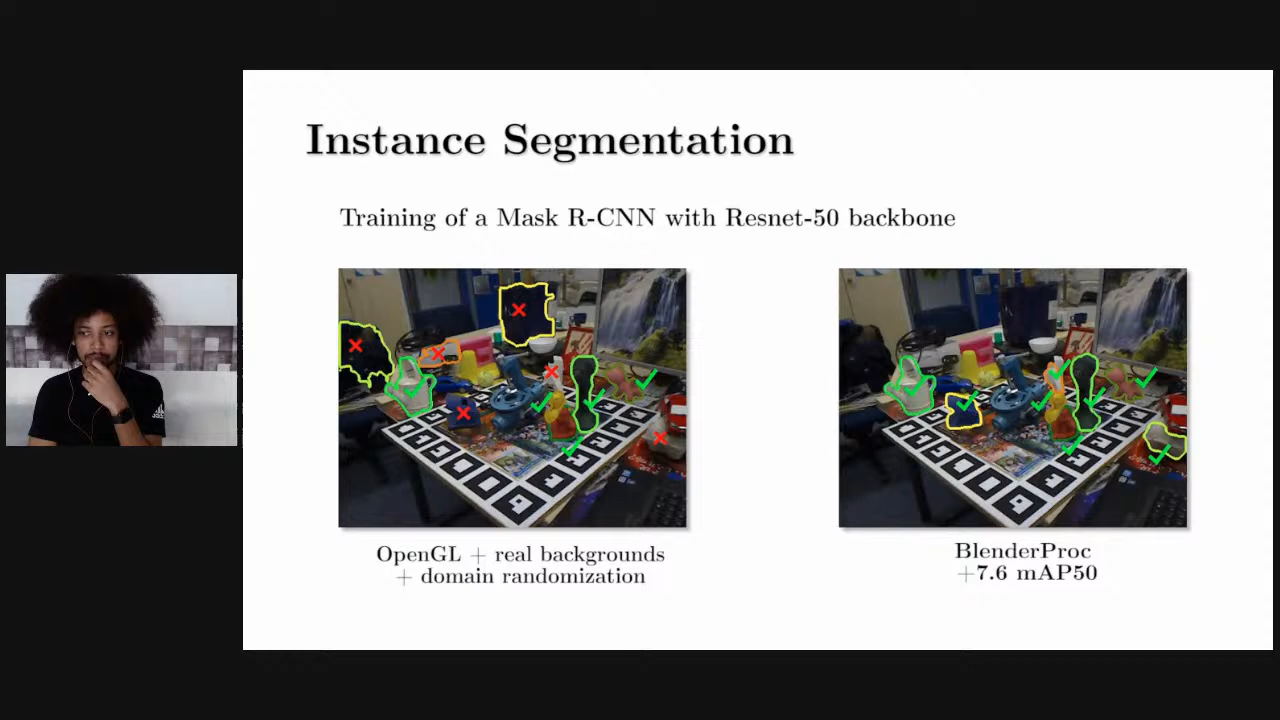 Instance Segmentation
Training of a Mask R-CNN with Resnet-50 backbone
OpenGL + real backgrounds
+ domain randomization
BlenderProc
+7.6 mAP50